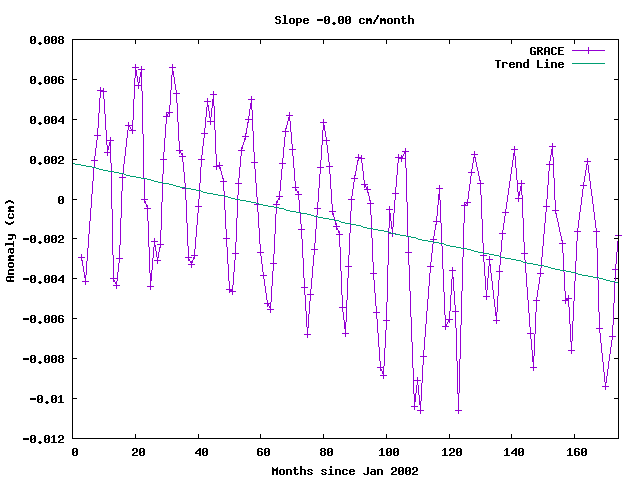 Slope -0.00 cm/month
GRACE
Trend Line
0.008
0.006
0.004
0.002
0
-0.002
-0.004
-0.006
-0.008
-0.01
-0.012
Anomaly (cm)
0 20 40 60 80 100 120 140 160
Months since Jan 2002